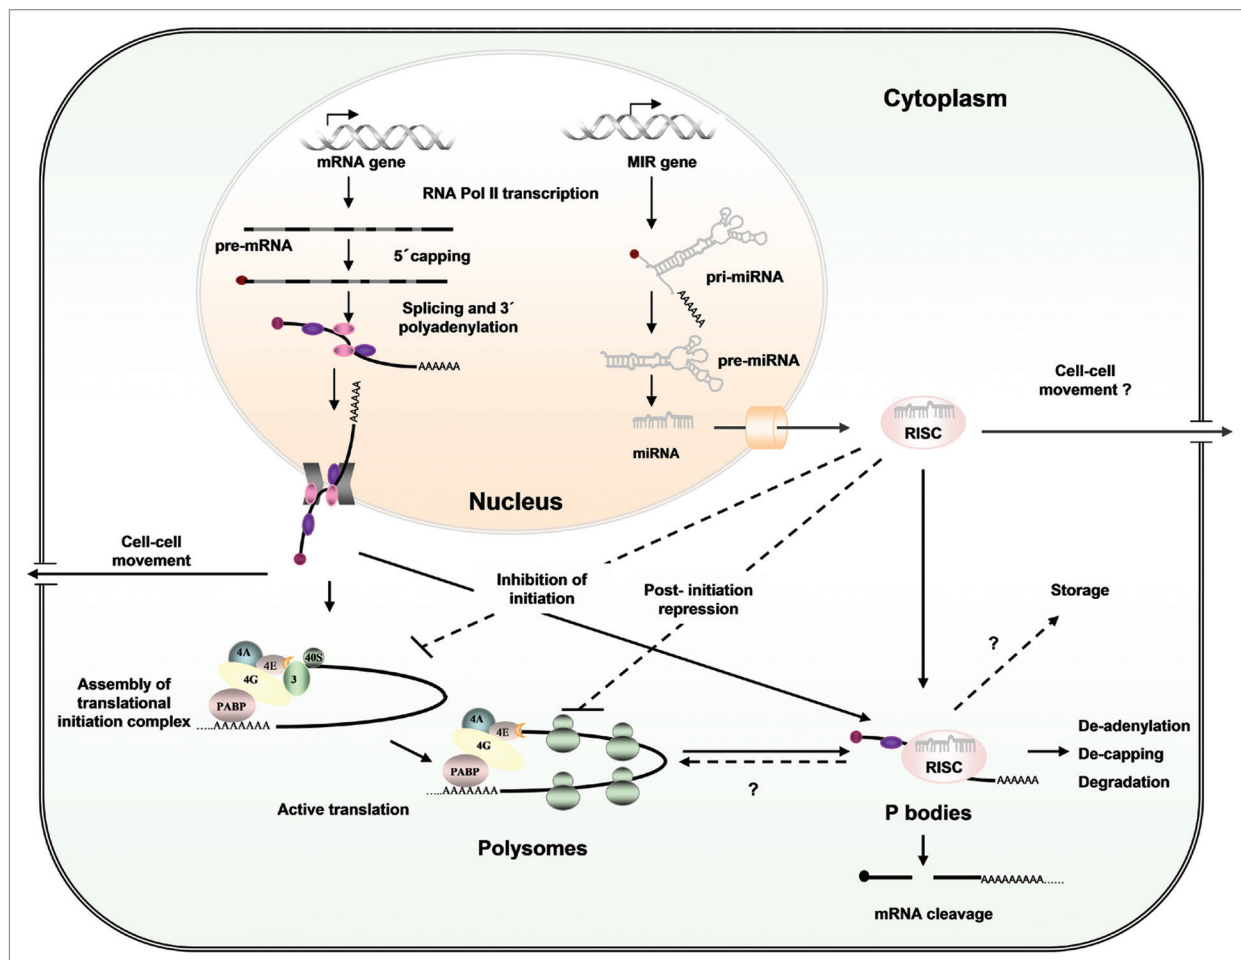 Cytoplasm
mRNA gene
MIR gene
RNA Pol II transcription
pre-mRNA
5´capping
pri-miRNA
AAAAAA
Splicing and 3´
polyadenylation
AAAAAA
pre-miRNA
AAAAAA
miRNA
RISC
Cell-cell
movement ?
Nucleus
Cell-cell
movement
Inhibition of
initiation
Post- initiation
repression
Storage
?
4A
4E
40S
4G
3
PABP
.....AAAAAAA
Assembly of
translational
initiation complex
4A
4E
4G
PABP
.....AAAAAAA
?
Active translation
Polysomes
RISC
AAAAAA
De-adenylation
De-capping
Degradation
P bodies
AAAAAAAAA......
mRNA cleavage